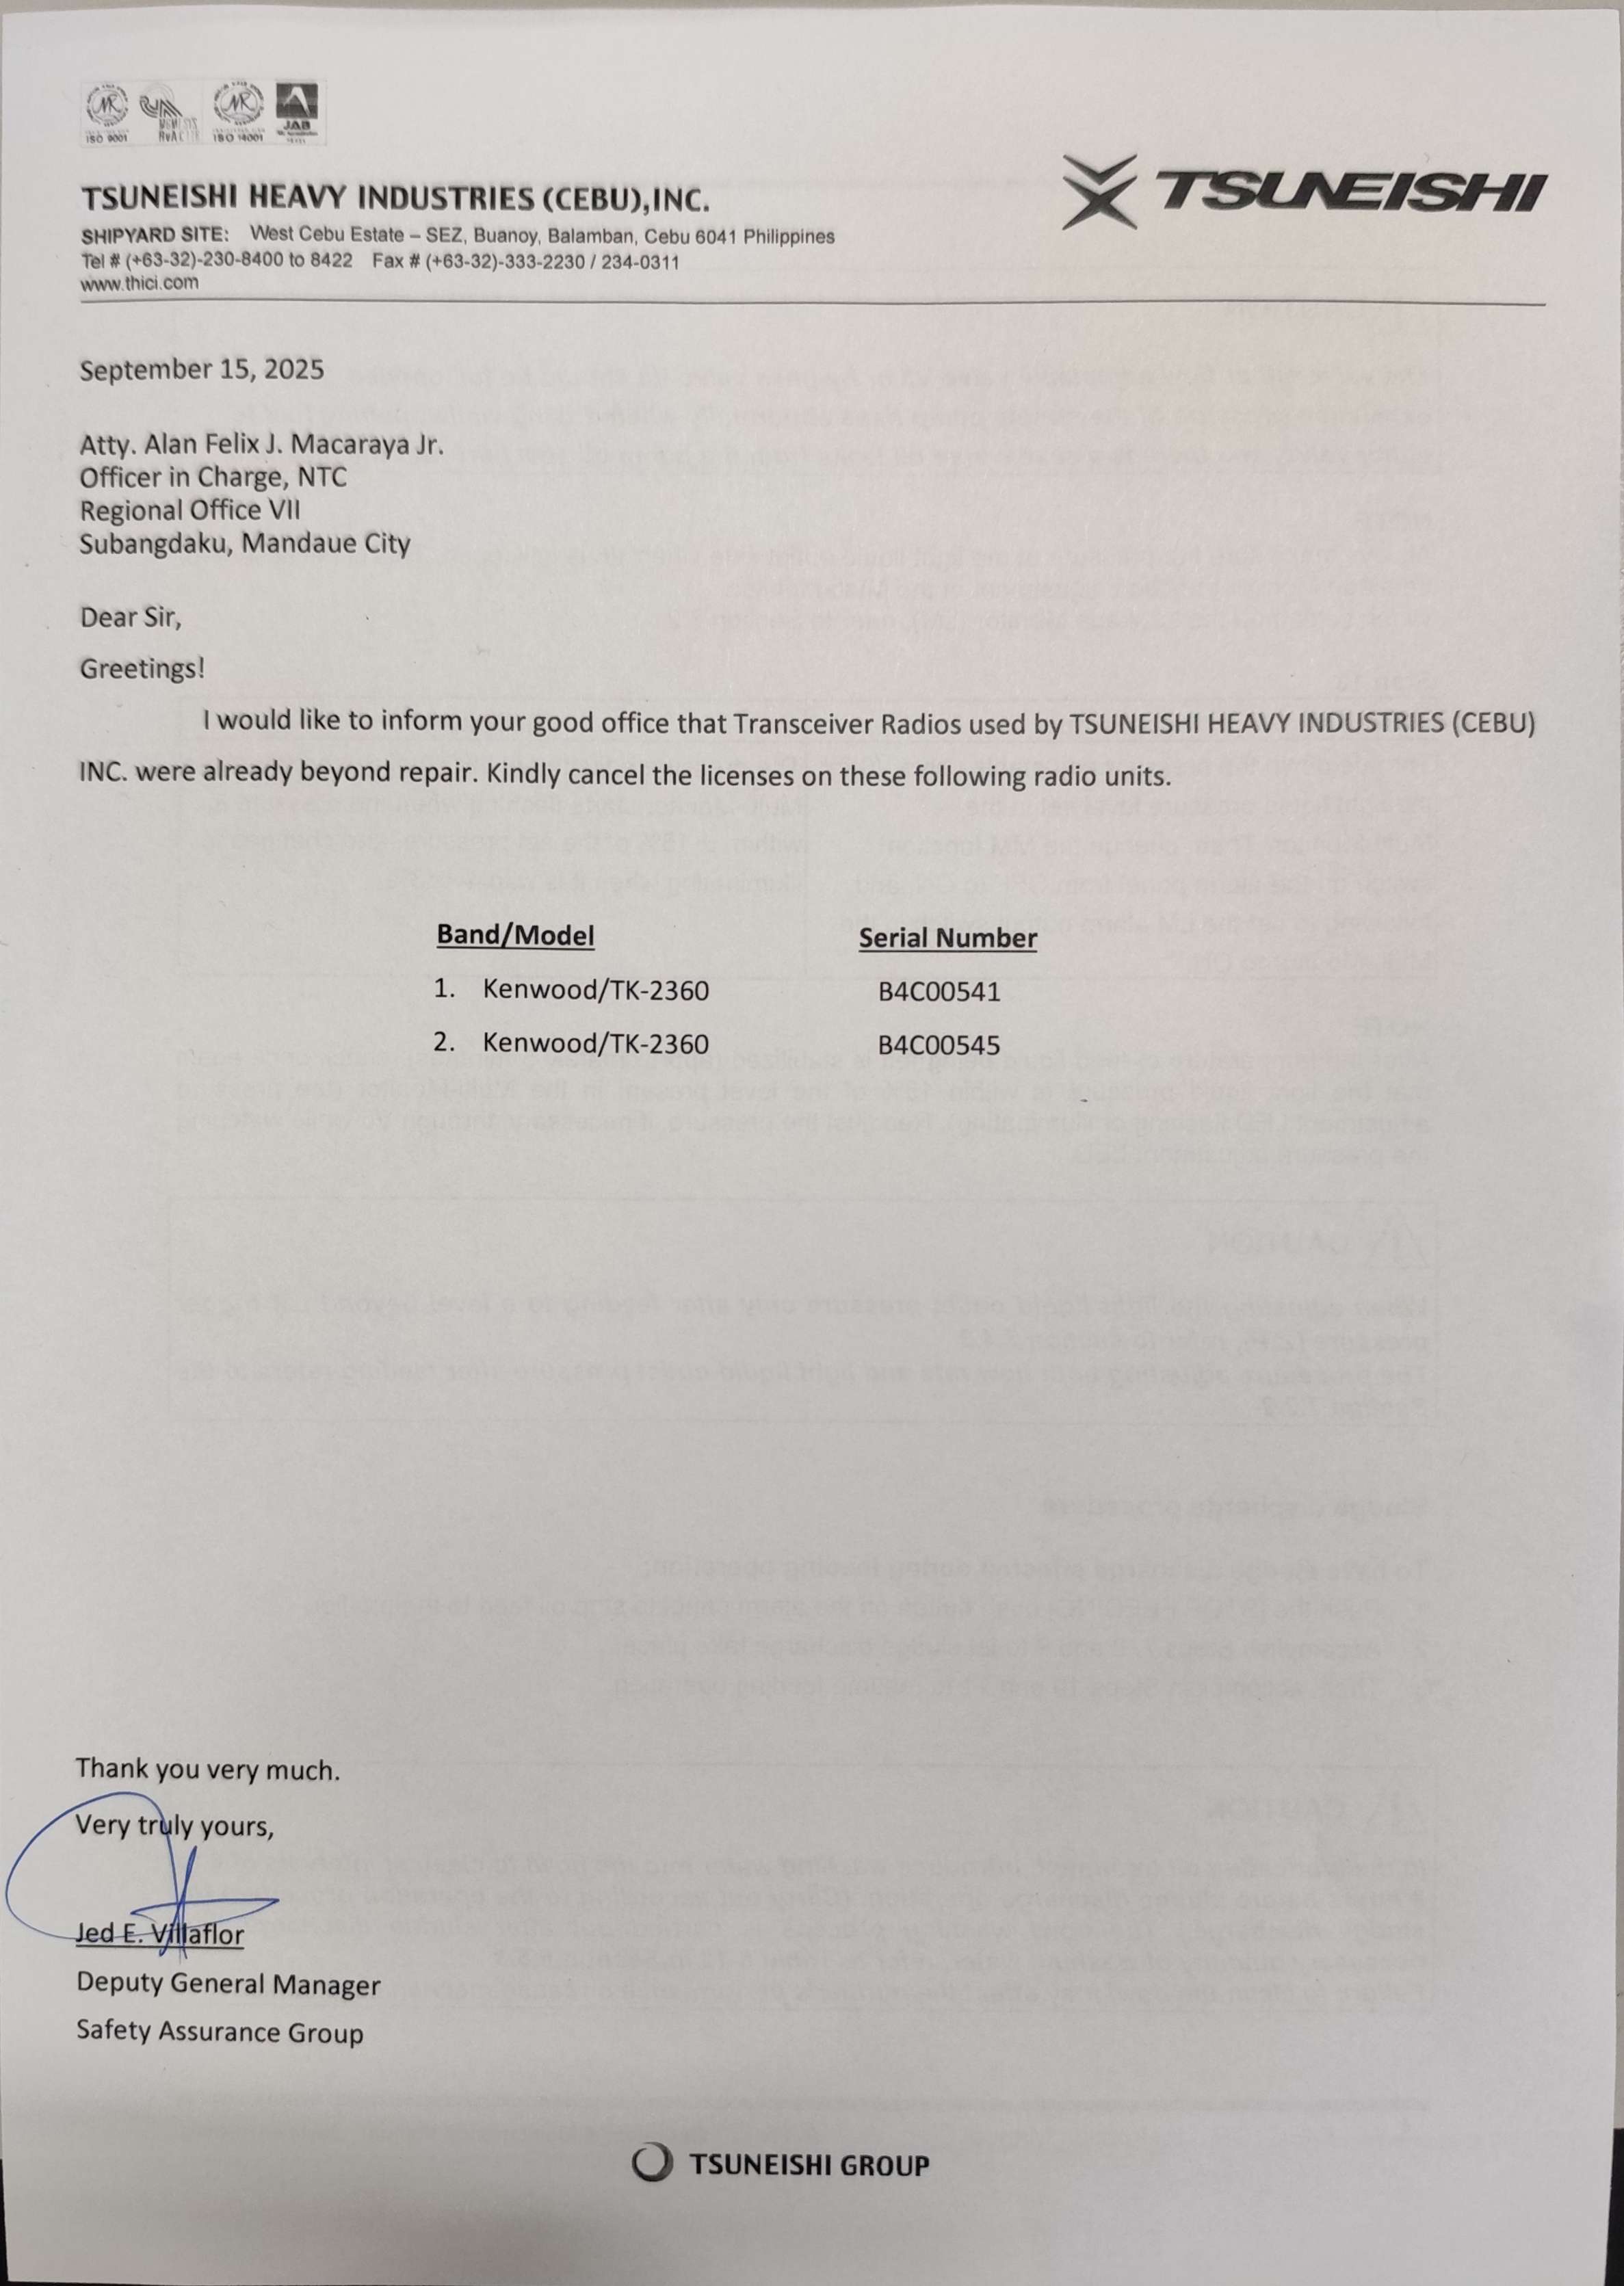 ISO 9001
RvA
ISO 14001
JAB
TSUNEISHI HEAVY INDUSTRIES (CEBU),INC.
SHIPYARD SITE: West Cebu Estate – SEZ, Buanoy, Balamban, Cebu 6041 Philippines
Tel # (+63-32)-230-8400 to 8422 Fax # (+63-32)-333-2230 / 234-0311
www.thici.com
TSUNEISHI
September 15, 2025
Atty. Alan Felix J. Macaraya Jr.
Officer in Charge, NTC
Regional Office VII
Subangdaku, Mandaue City
Dear Sir,
Greetings!
I would like to inform your good office that Transceiver Radios used by TSUNEISHI HEAVY INDUSTRIES (CEBU)
INC. were already beyond repair. Kindly cancel the licenses on these following radio units.
Band/Model Serial Number
1. Kenwood/TK-2360 B4C00541
2. Kenwood/TK-2360 B4C00545
Thank you very much.
Very truly yours,
Jed E. Villaflor
Deputy General Manager
Safety Assurance Group
TSUNEISHI GROUP